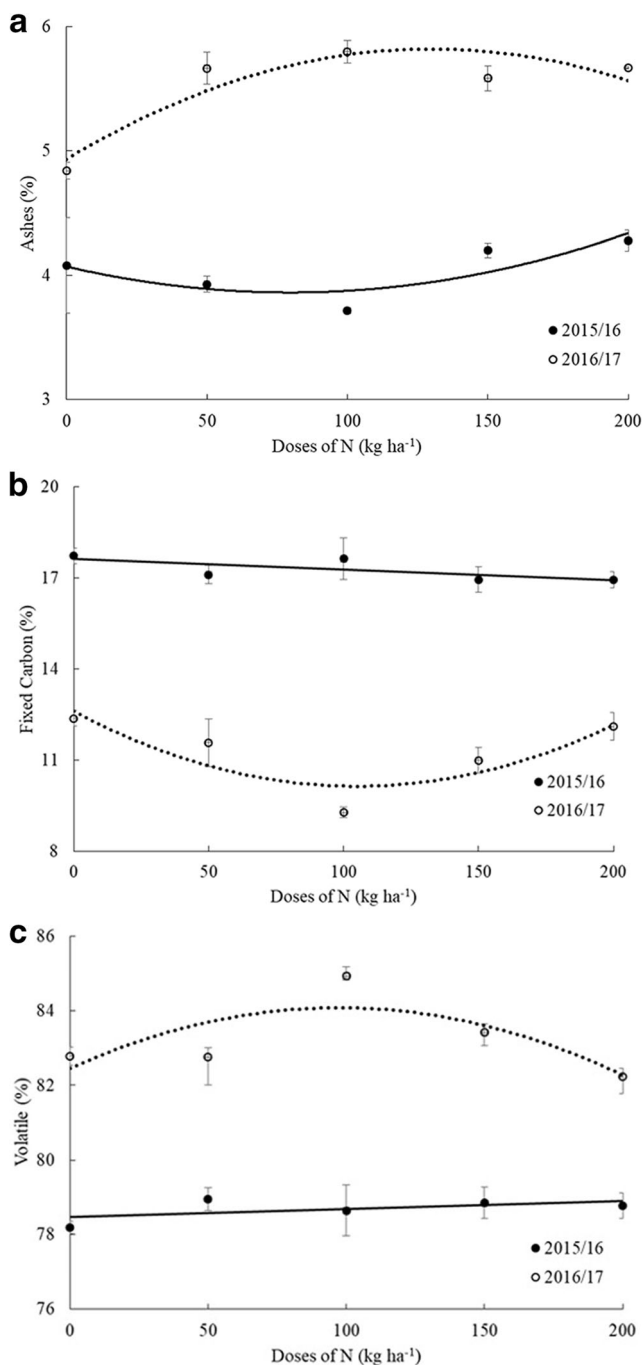 a
6
5
4
3
Ashes (%)
2015/16
2016/17
0 50 100 150 200
Doses of N (kg ha⁻¹)
b
20
17
14
11
8
Fixed Carbon (%)
2015/16
2016/17
0 50 100 150 200
Doses of N (kg ha⁻¹)
c
86
84
82
80
78
76
Volatile (%)
2015/16
2016/17
0 50 100 150 200
Doses of N (kg ha⁻¹)